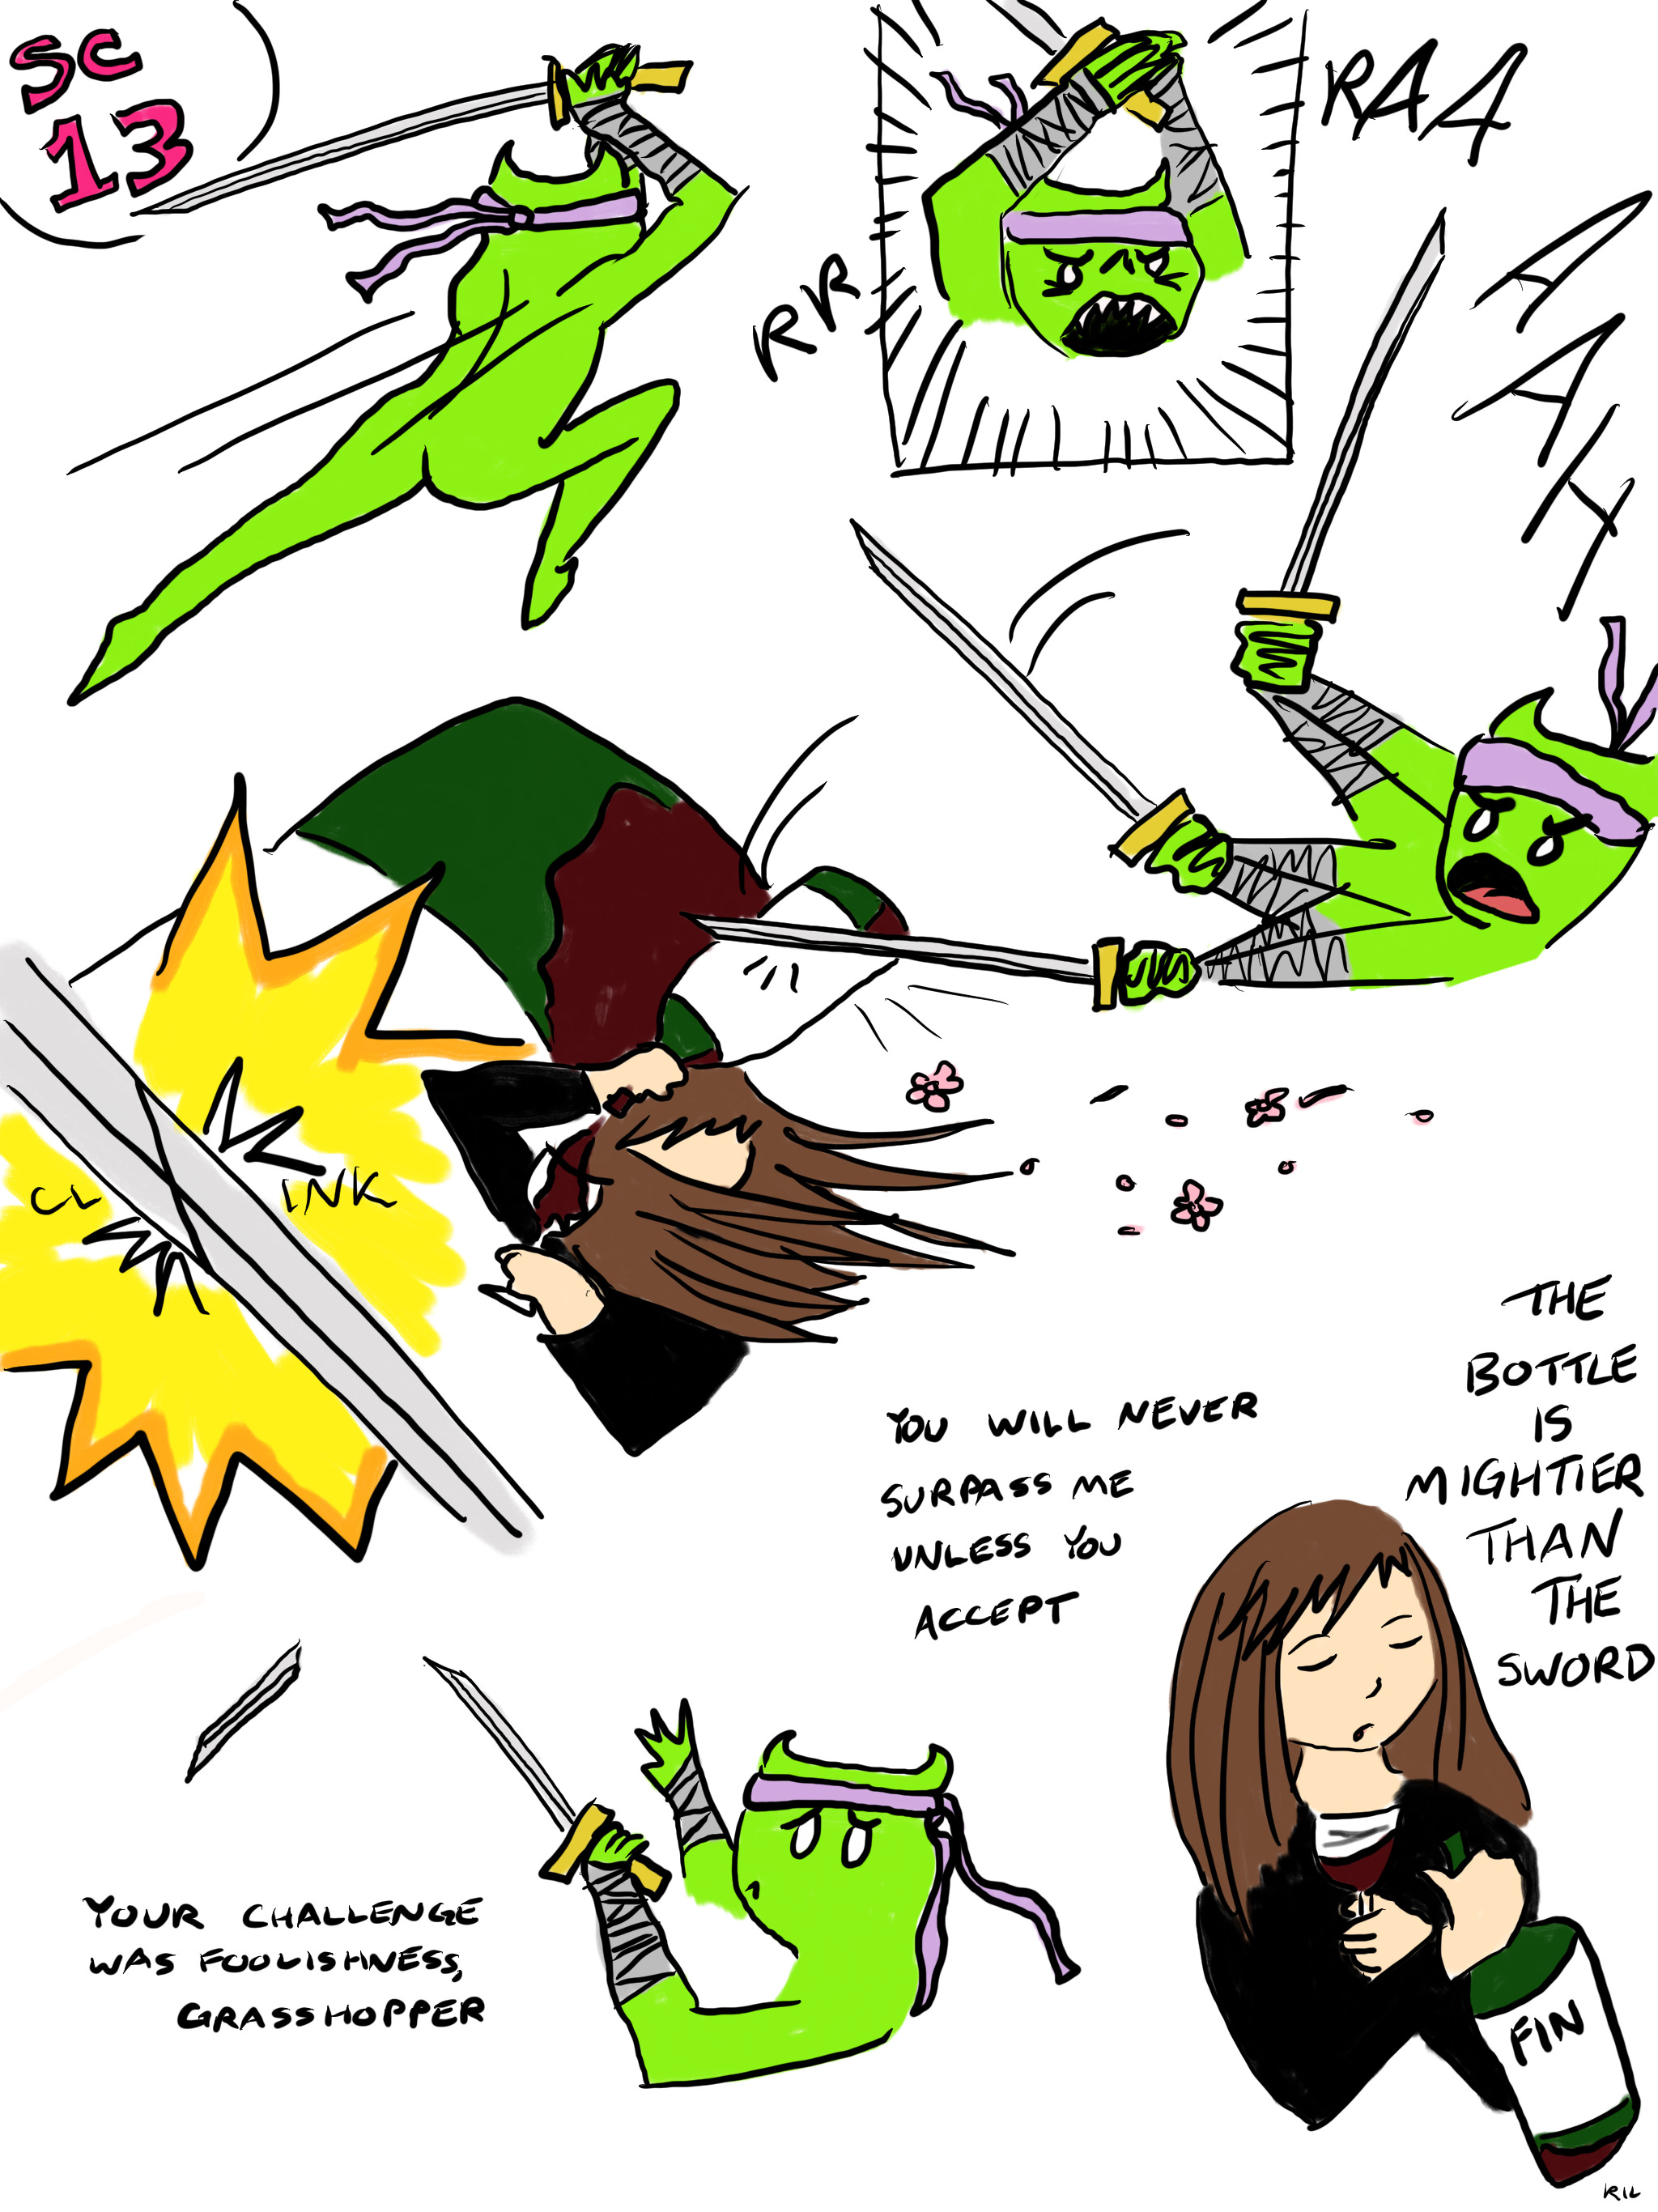 SC
13
RR
RAA
A
A
H
CL
INK
THE
BOTTLE
IS
MIGHTIER
THAN
THE
SWORD
YOU WILL NEVER
SURPASS ME
UNLESS YOU
ACCEPT
YOUR CHALLENGE
WAS FOOLISHNESS,
GRASSHOPPER
FIN
RIL